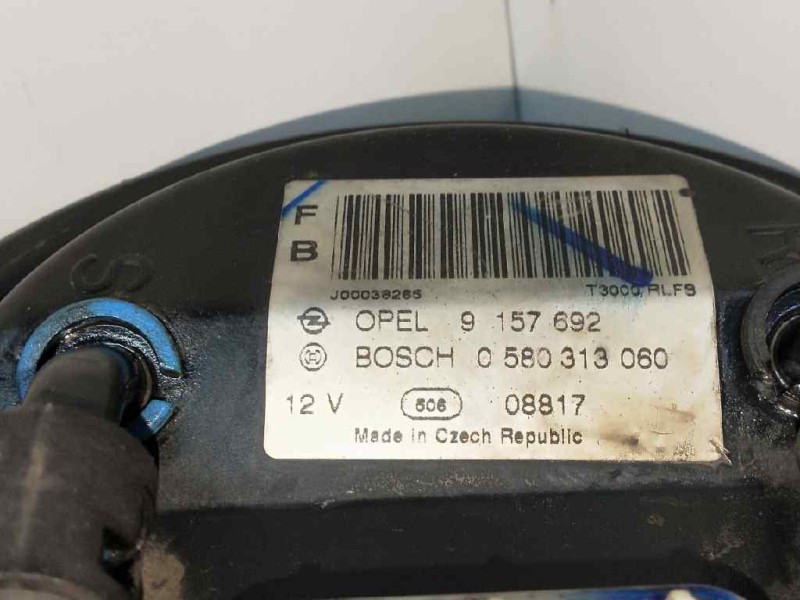 F
B
J00038265 T3000 RLFS
OPEL 9 157 692
BOSCH 0 580 313 060
12 V 506 08817
Made in Czech Republic
S